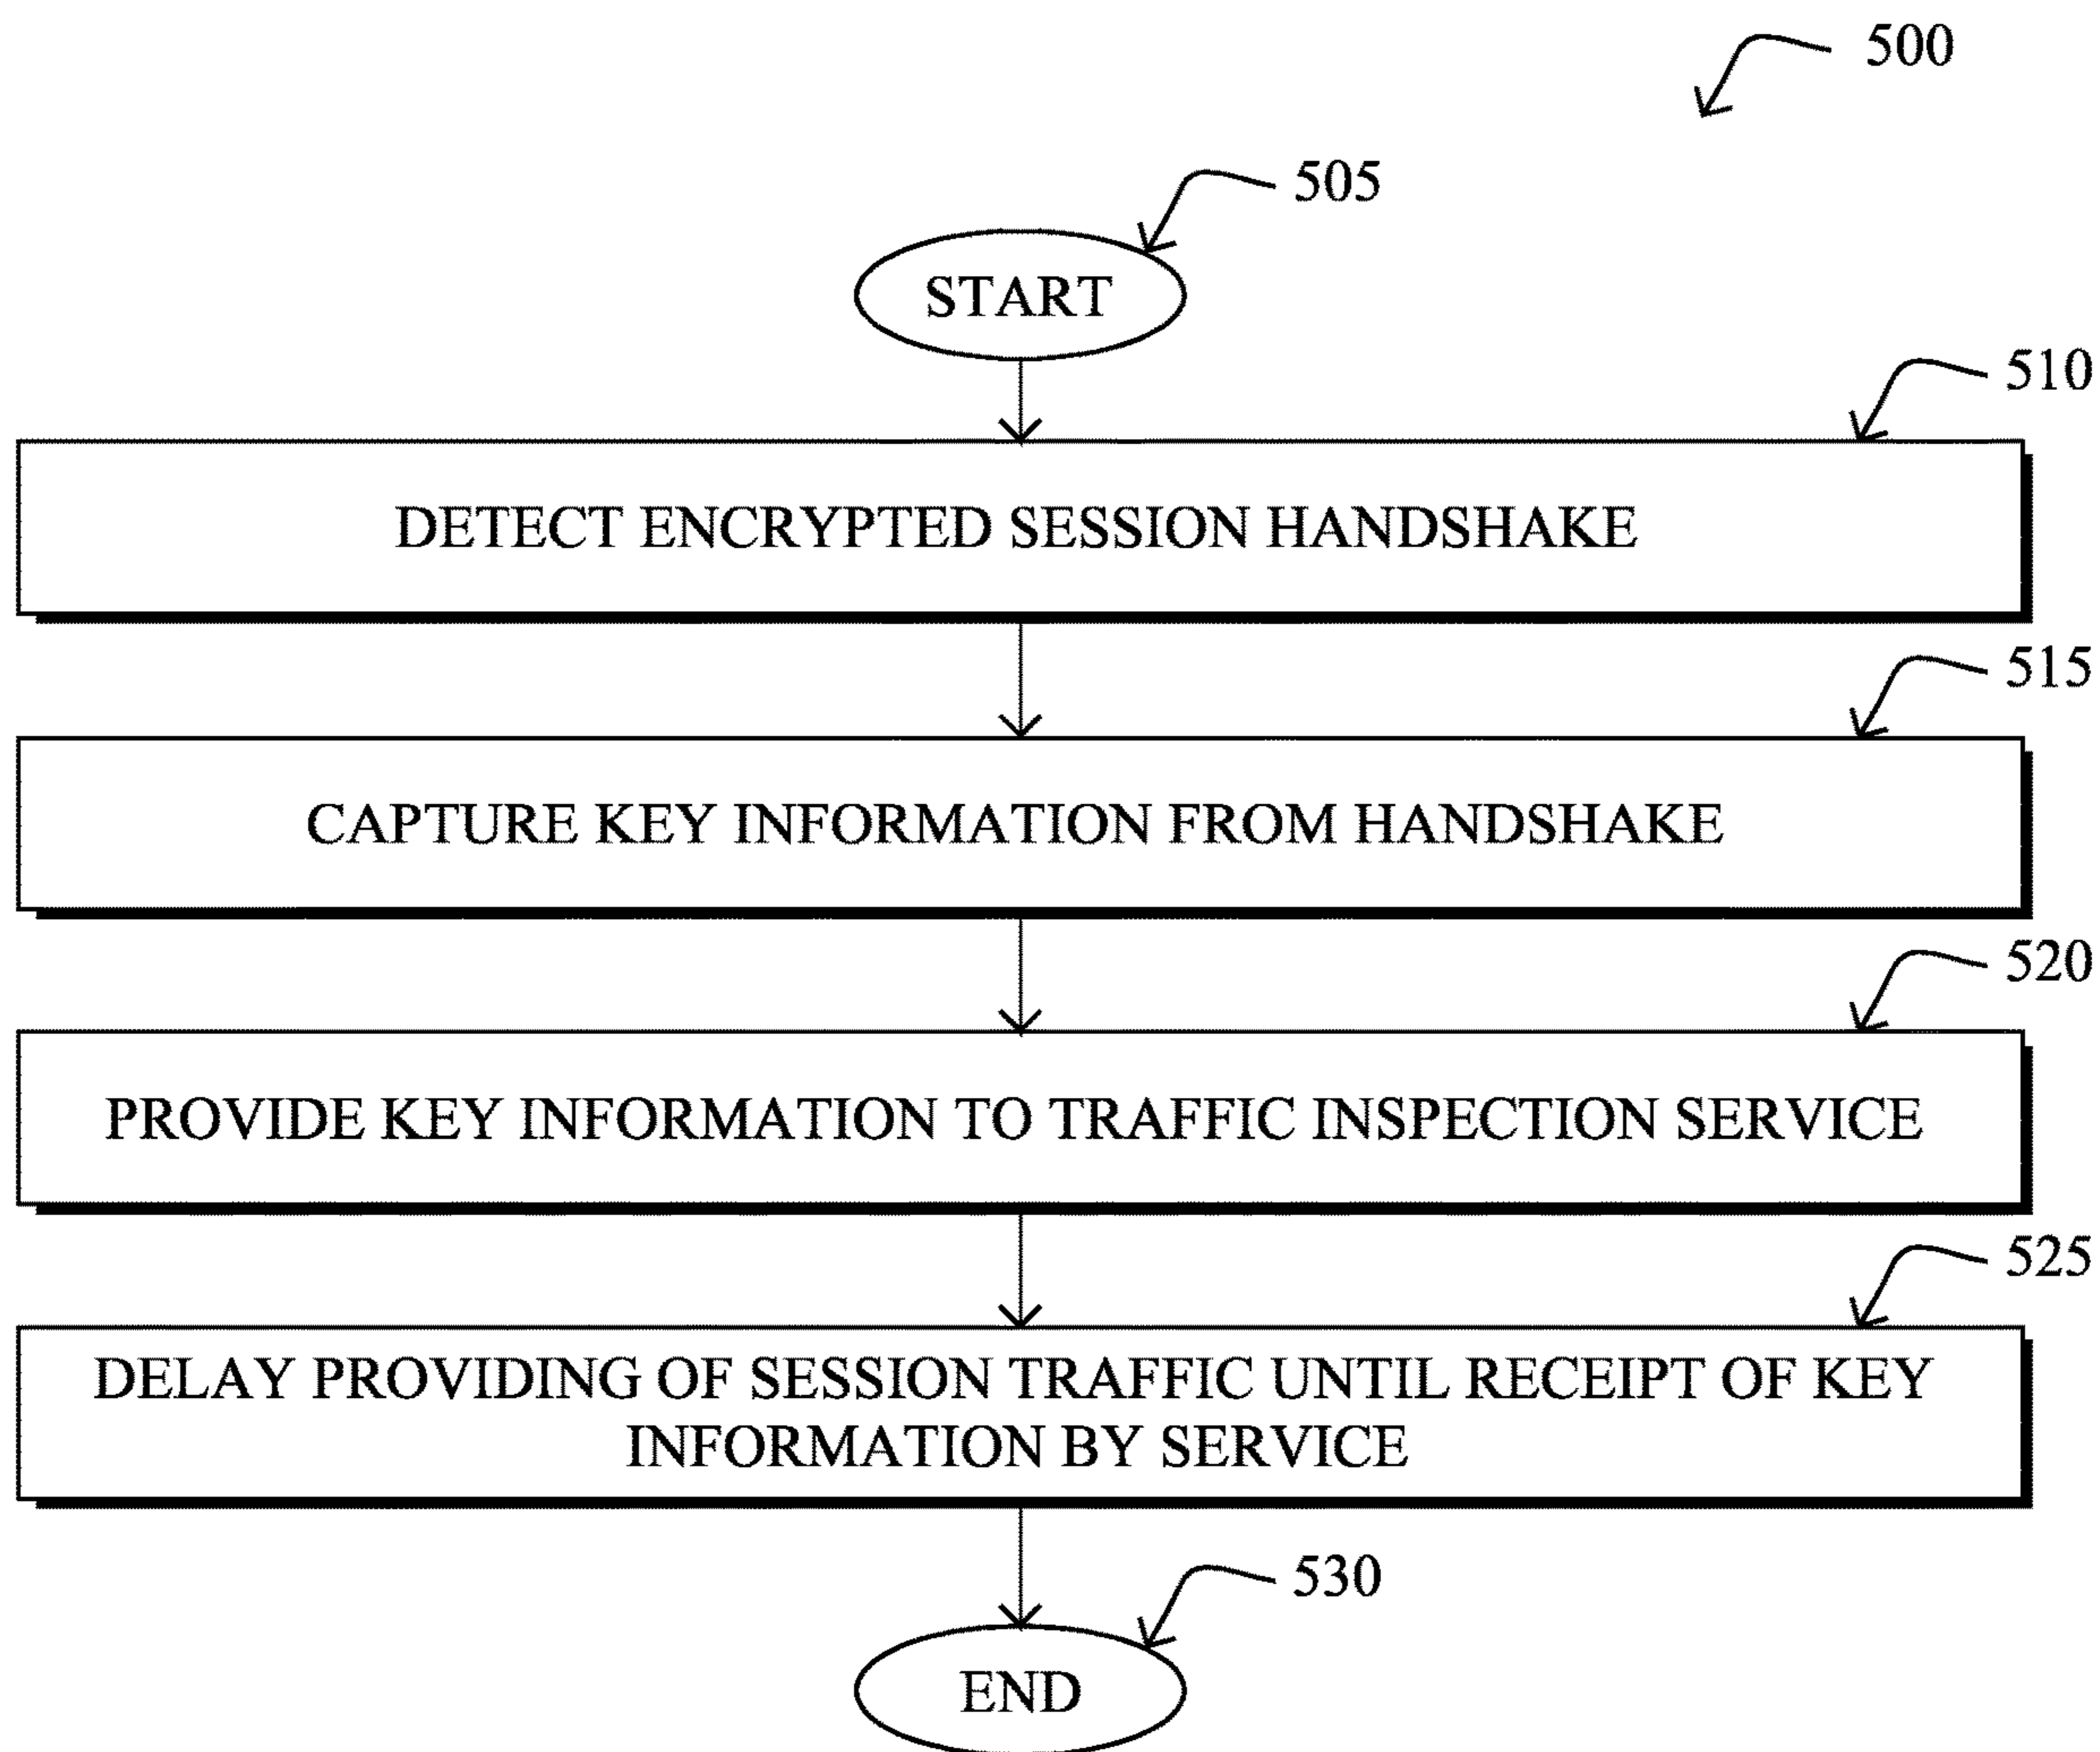 500
505
START
510
DETECT ENCRYPTED SESSION HANDSHAKE
515
CAPTURE KEY INFORMATION FROM HANDSHAKE
520
PROVIDE KEY INFORMATION TO TRAFFIC INSPECTION SERVICE
525
DELAY PROVIDING OF SESSION TRAFFIC UNTIL RECEIPT OF KEY
INFORMATION BY SERVICE
530
END